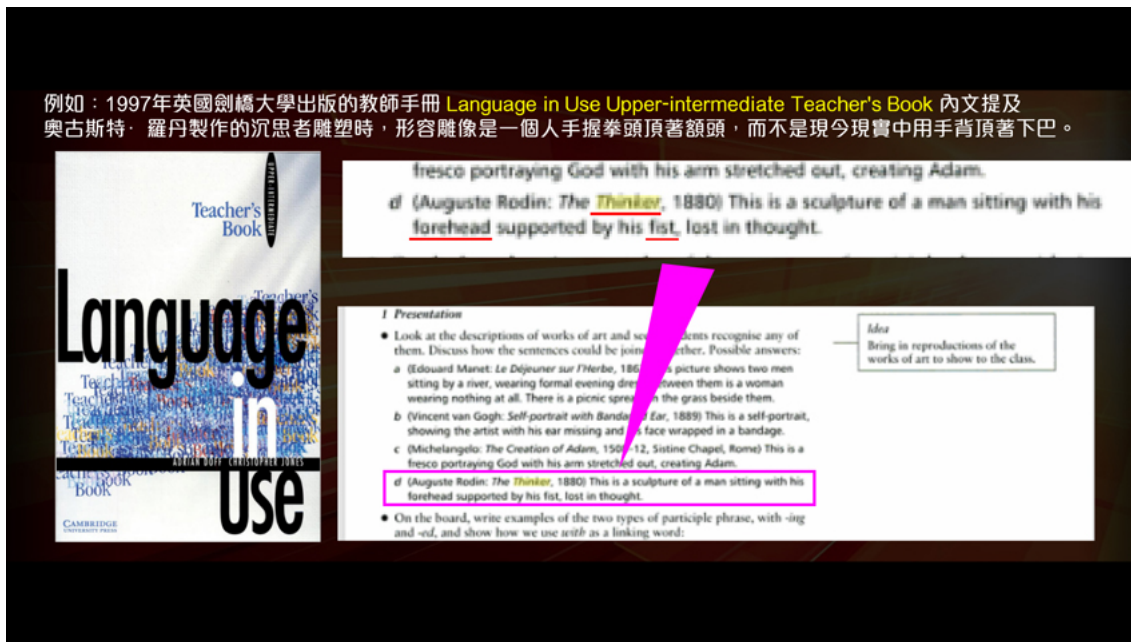 例如：1997年英國劍橋大學出版的教師手冊 Language in Use Upper-intermediate Teacher's Book 內文提及
奧古斯特· 羅丹製作的沉思者雕塑時，形容雕像是一個人手握拳頭頂著額頭，而不是現今現實中用手背頂著下巴。
UPPER-INTERMEDIATE
Teacher's
Book
Language
in
Use
ADRIAN DOFF CHRISTOPHER JONES
Book
CAMBRIDGE
UNIVERSITY PRESS
fresco portraying God with his arm stretched out, creating Adam.
d (Auguste Rodin: The Thinker, 1880) This is a sculpture of a man sitting with his
forehead supported by his fist, lost in thought.
1 Presentation
• Look at the descriptions of works of art and see dents recognise any of
them. Discuss how the sentences could be joine ether. Possible answers:
a (Edouard Manet: Le Déjeuner sur l'Herbe, 186 picture shows two men
sitting by a river, wearing formal evening dre tween them is a woman
wearing nothing at all. There is a picnic sprea the grass beside them.
b (Vincent van Gogh: Self-portrait with Banda Ear, 1889) This is a self-portrait,
showing the artist with his ear missing and face wrapped in a bandage.
c (Michelangelo: The Creation of Adam, 150 -12, Sistine Chapel, Rome) This is a
fresco portraying God with his arm stretched out, creating Adam.
d (Auguste Rodin: The Thinker, 1880) This is a sculpture of a man sitting with his
forehead supported by his fist, lost in thought.
• On the board, write examples of the two types of participle phrase, with -ing
and -ed, and show how we use with as a linking word:
Idea
Bring in reproductions of the
works of art to show to the class.